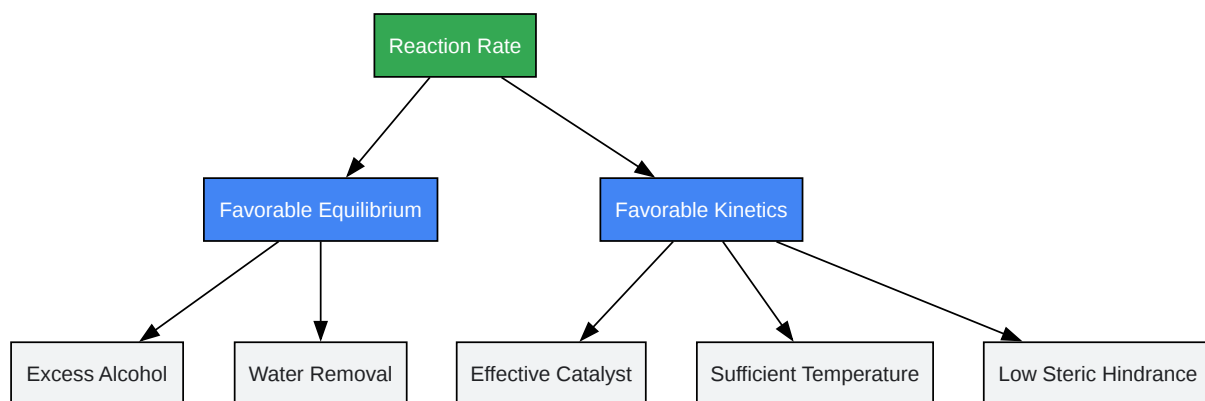 Reaction Rate
Favorable Equilibrium
Favorable Kinetics
Excess Alcohol
Water Removal
Effective Catalyst
Sufficient Temperature
Low Steric Hindrance